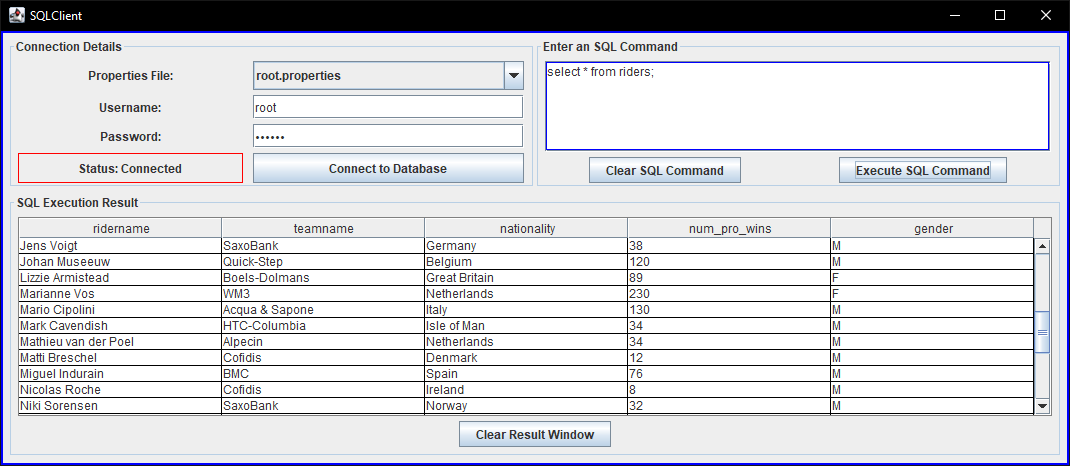 SQLClient
Connection Details
Properties File: root.properties
Username: root
Password: ••••••
Status: Connected Connect to Database
Enter an SQL Command
select * from riders;
Clear SQL Command Execute SQL Command
SQL Execution Result
ridername teamname nationality num_pro_wins gender
Jens Voigt SaxoBank Germany 38 M
Johan Museeuw Quick-Step Belgium 120 M
Lizzie Armistead Boels-Dolmans Great Britain 89 F
Marianne Vos WM3 Netherlands 230 F
Mario Cipolini Acqua & Sapone Italy 130 M
Mark Cavendish HTC-Columbia Isle of Man 34 M
Mathieu van der Poel Alpecin Netherlands 34 M
Matti Breschel Cofidis Denmark 12 M
Miguel Indurain BMC Spain 76 M
Nicolas Roche Cofidis Ireland 8 M
Niki Sorensen SaxoBank Norway 32 M
Clear Result Window